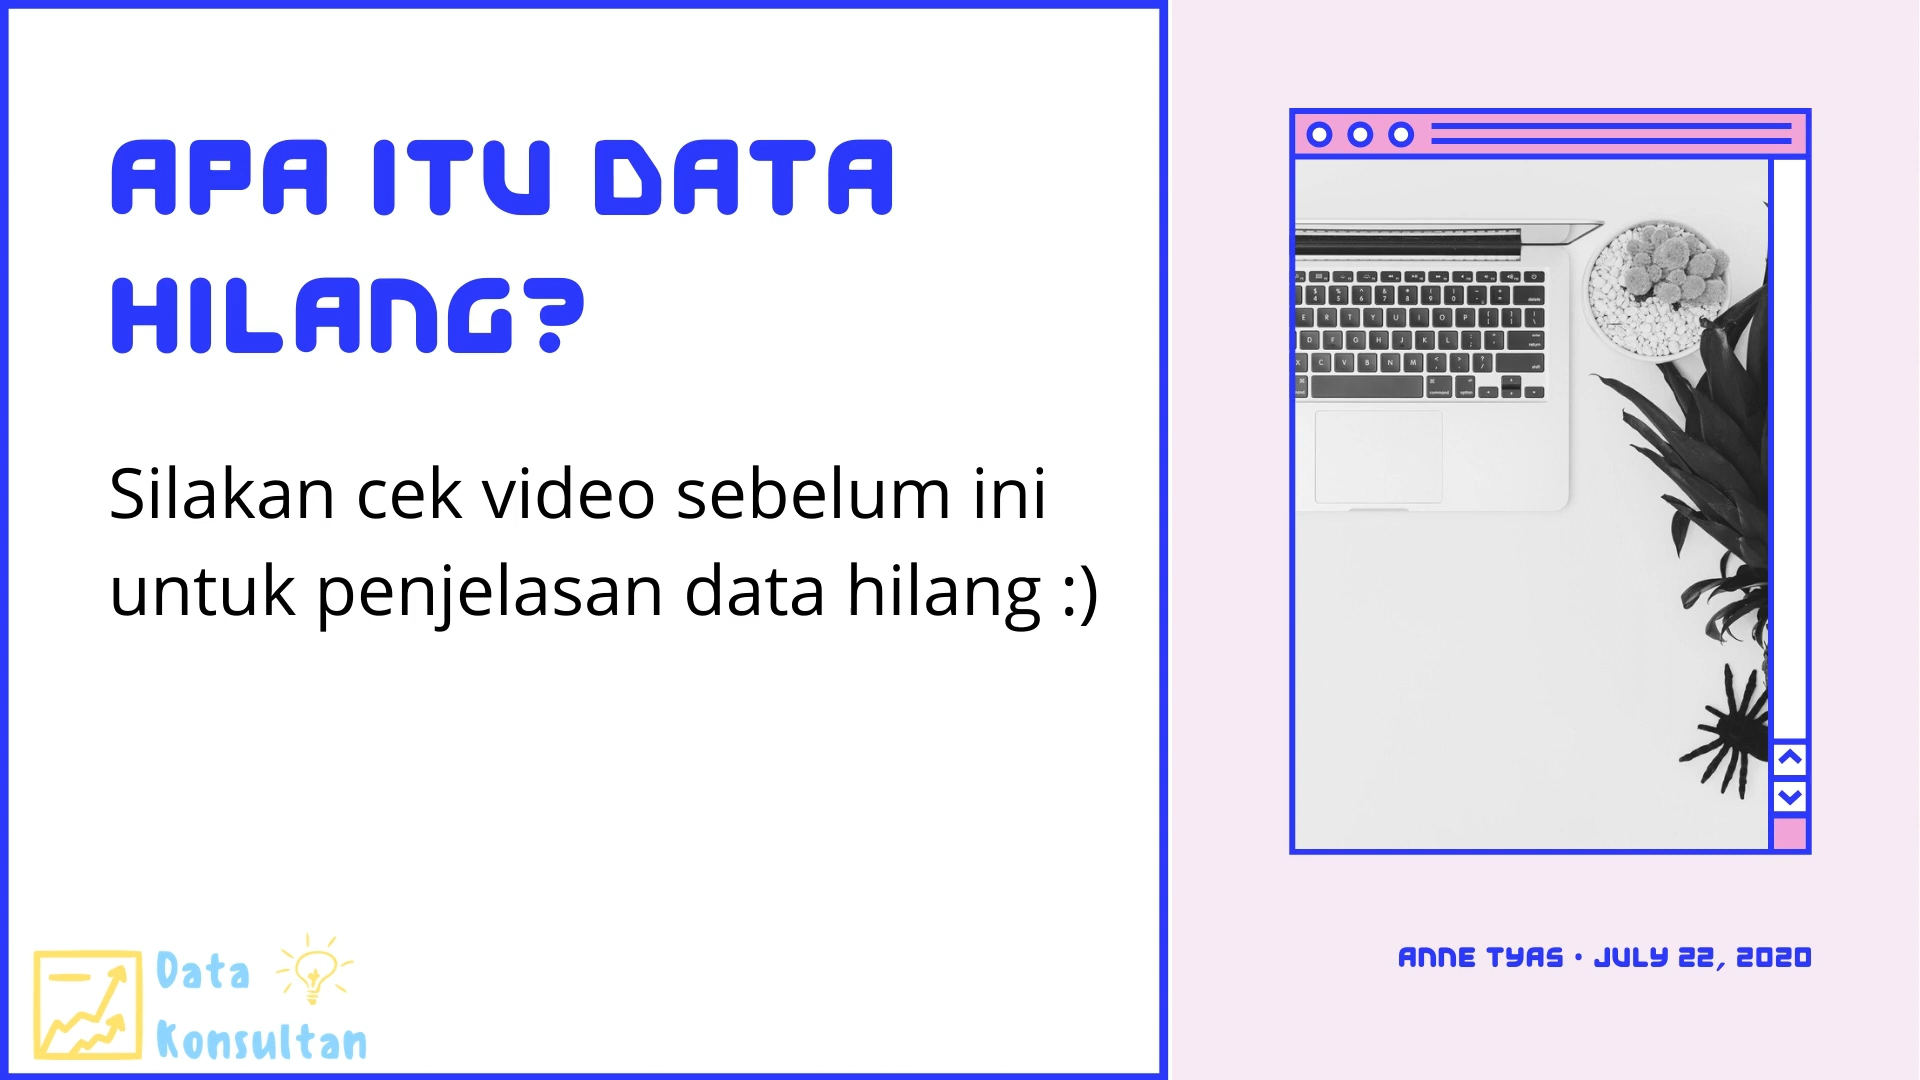 APA ITU DATA
HILANG?
Silakan cek video sebelum ini
untuk penjelasan data hilang :)
Data
Konsultan
ANNE TYAS • JULY 22, 2020